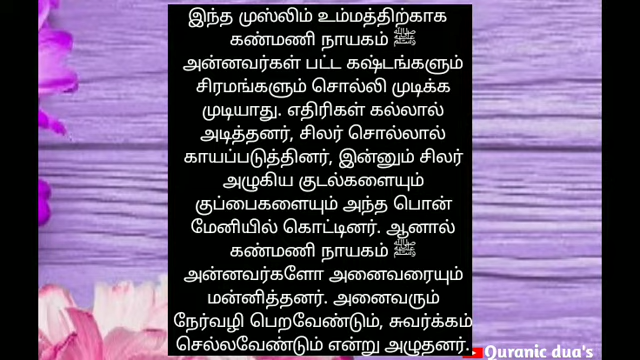 இந்த முஸ்லிம் உம்மத்திற்காக
கண்மணி நாயகம் ﷺ
அன்னவர்கள் பட்ட கஷ்டங்களும்
சிரமங்களும் சொல்லி முடிக்க
முடியாது. எதிரிகள் கல்லால்
அடித்தனர், சிலர் சொல்லால்
காயப்படுத்தினர், இன்னும் சிலர்
அழுகிய குடல்களையும்
குப்பைகளையும் அந்த பொன்
மேனியில் கொட்டினர். ஆனால்
கண்மணி நாயகம் ﷺ
அன்னவர்களோ அனைவரையும்
மன்னித்தனர். அனைவரும்
நேர்வழி பெறவேண்டும், சுவர்க்கம்
செல்லவேண்டும் என்று அழுதனர்.
Quranic dua's